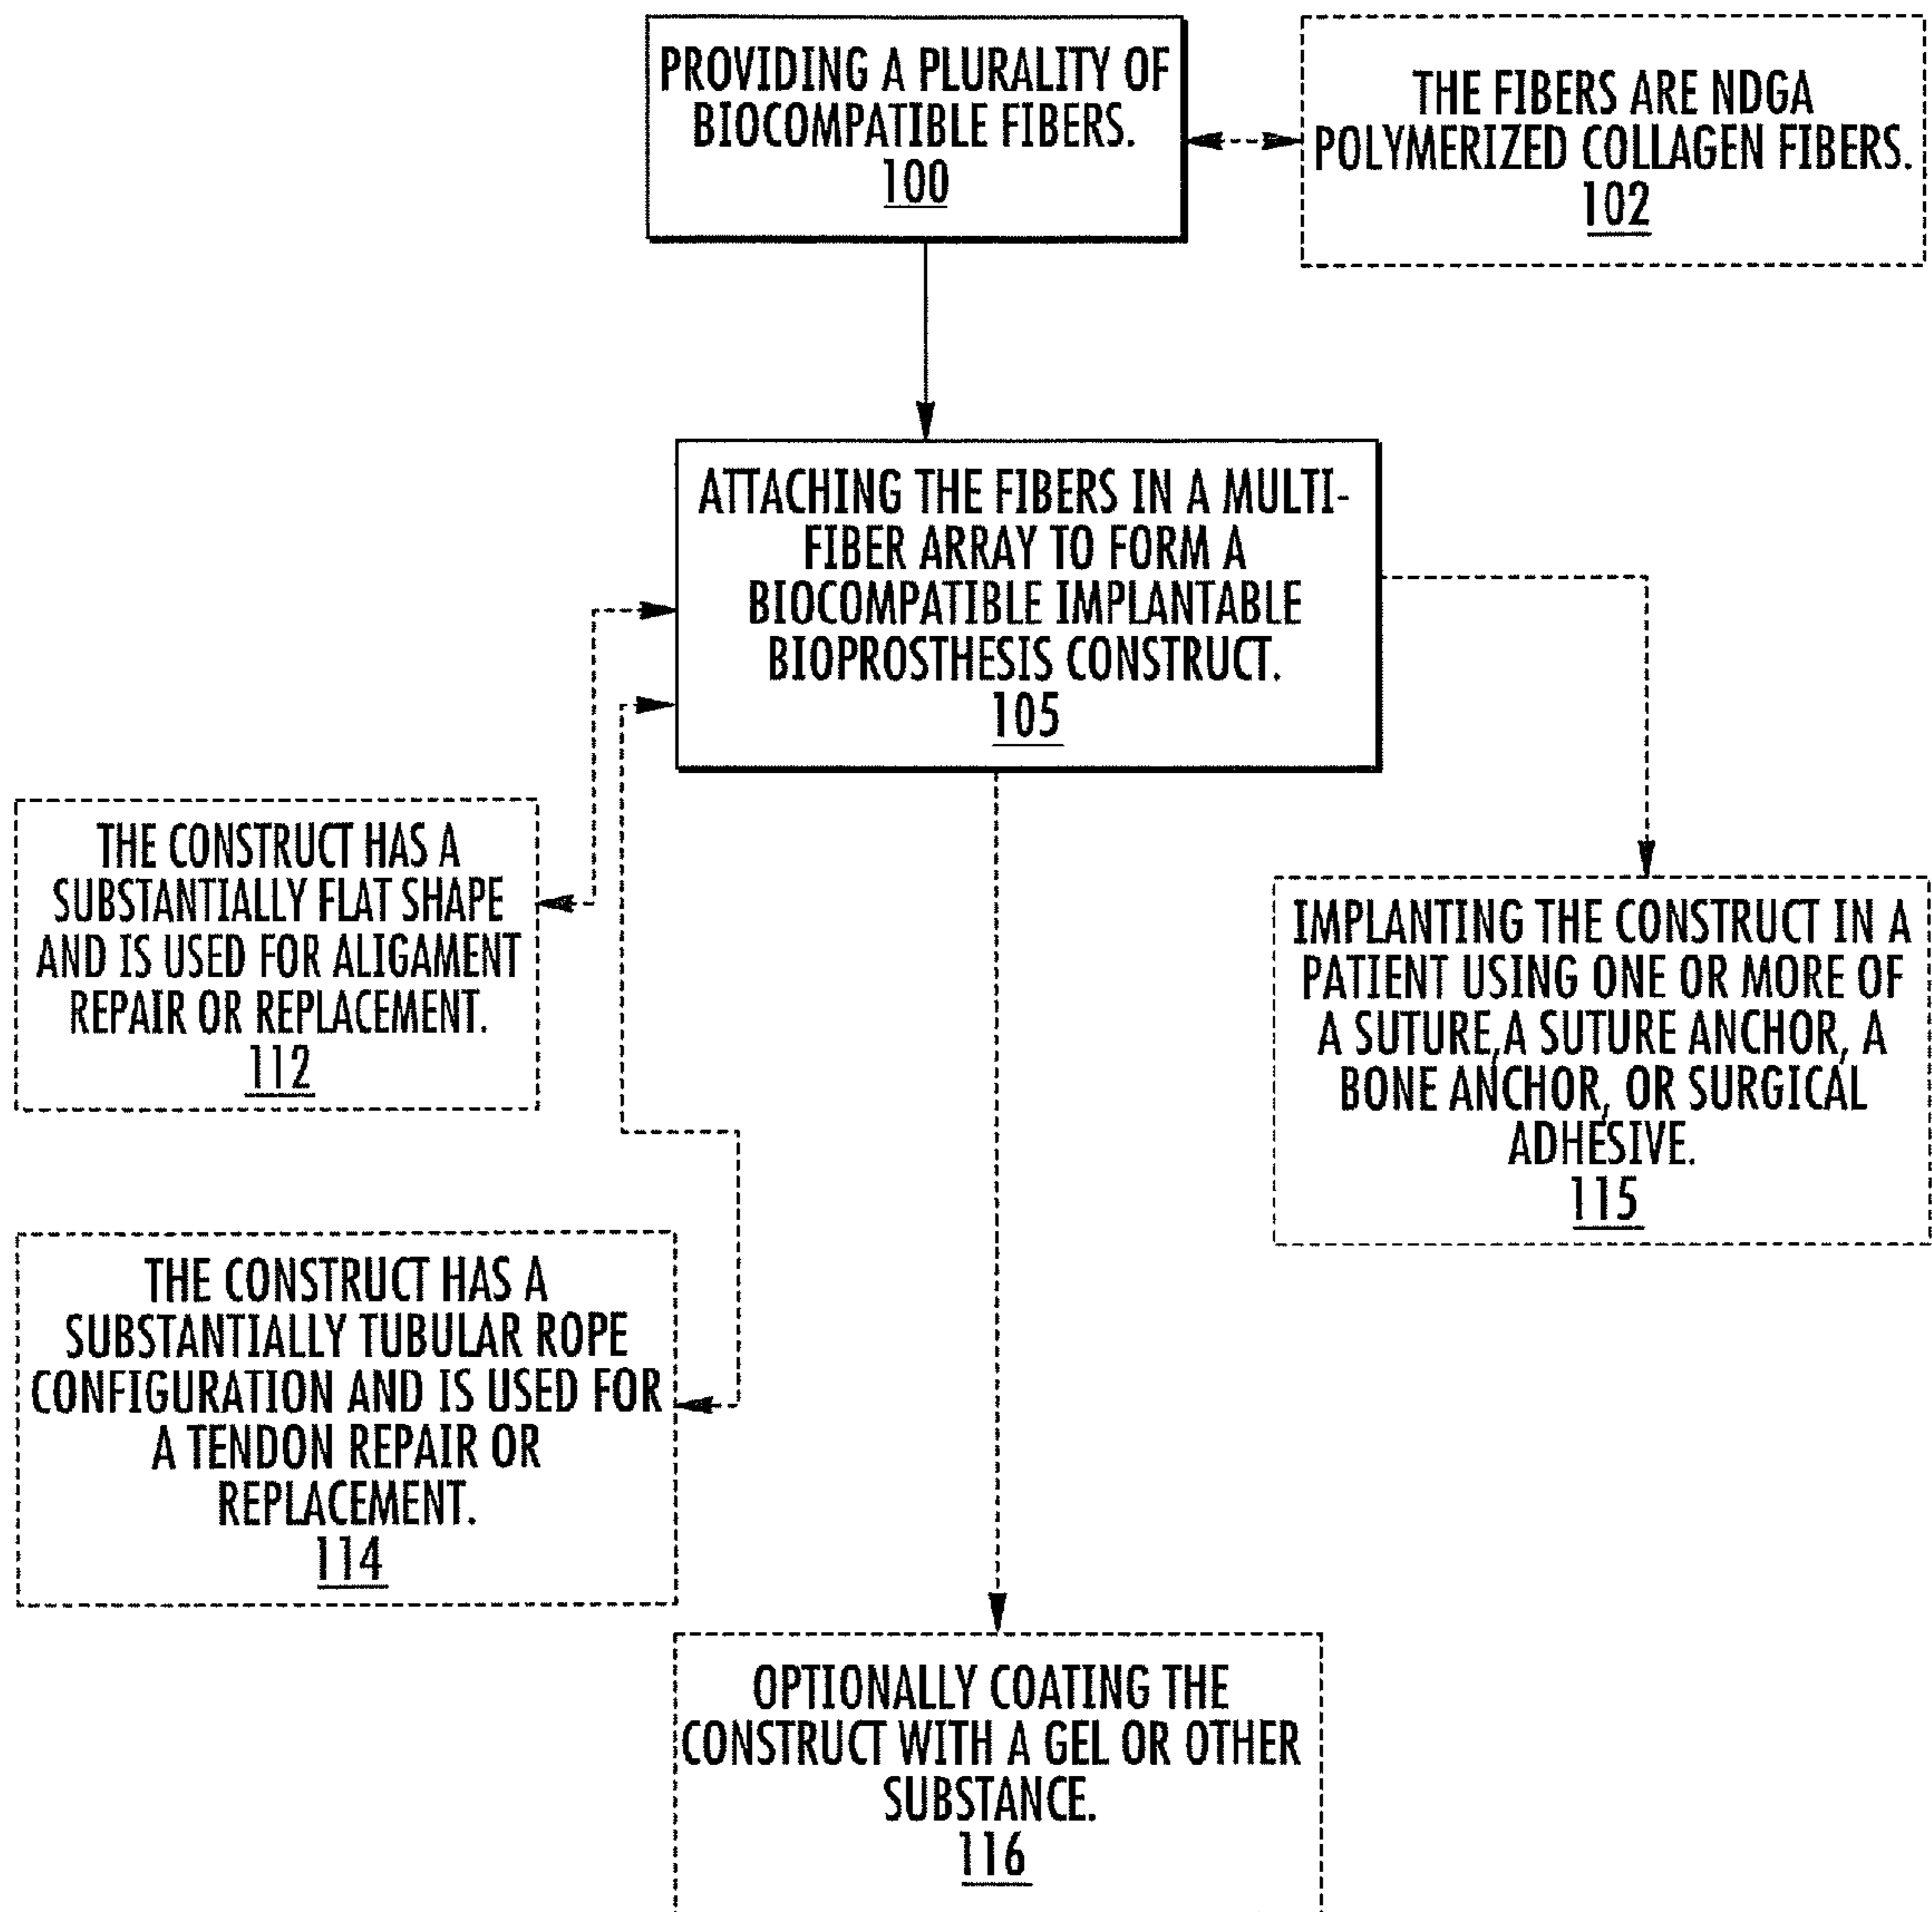 PROVIDING A PLURALITY OF
BIOCOMPATIBLE FIBERS.
100
THE FIBERS ARE NDGA
POLYMERIZED COLLAGEN FIBERS.
102
ATTACHING THE FIBERS IN A MULTI-
FIBER ARRAY TO FORM A
BIOCOMPATIBLE IMPLANTABLE
BIOPROSTHESIS CONSTRUCT.
105
THE CONSTRUCT HAS A
SUBSTANTIALLY FLAT SHAPE
AND IS USED FOR ALIGAMENT
REPAIR OR REPLACEMENT.
112
IMPLANTING THE CONSTRUCT IN A
PATIENT USING ONE OR MORE OF
A SUTURE,A SUTURE ANCHOR, A
BONE ANCHOR, OR SURGICAL
ADHESIVE.
115
THE CONSTRUCT HAS A
SUBSTANTIALLY TUBULAR ROPE
CONFIGURATION AND IS USED FOR
A TENDON REPAIR OR
REPLACEMENT.
114
OPTIONALLY COATING THE
CONSTRUCT WITH A GEL OR OTHER
SUBSTANCE.
116